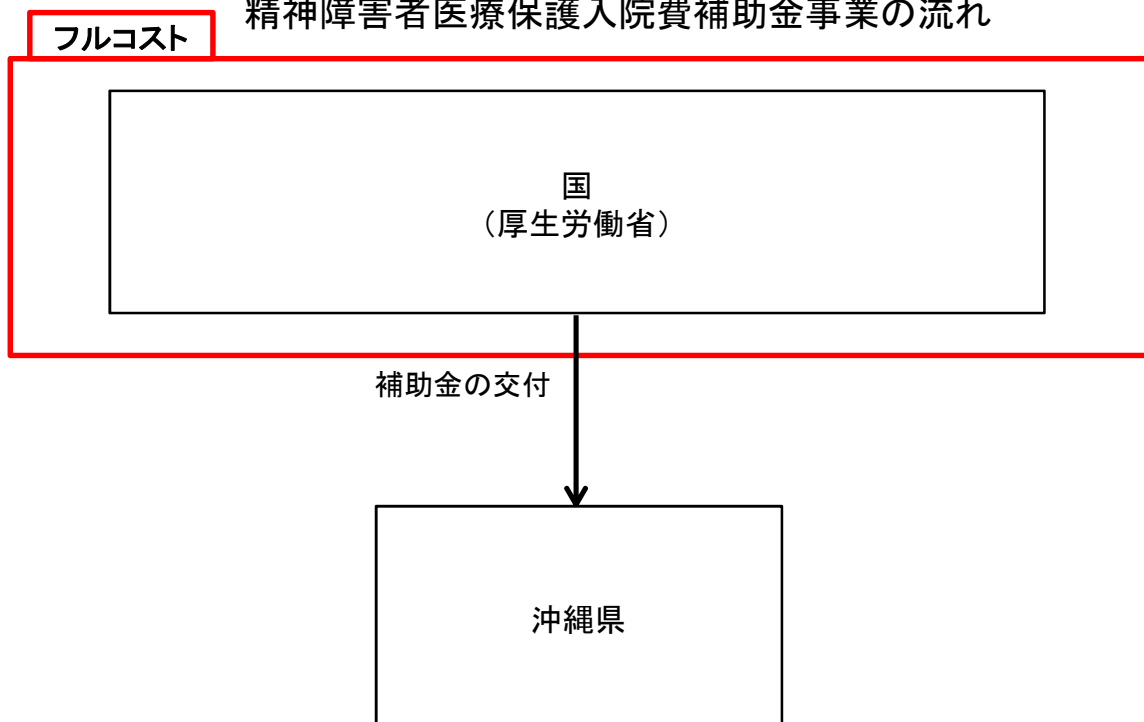 精神障害者医療保護入院費補助金事業の流れ
フルコスト
国
（厚生労働省）
補助金の交付
沖縄県